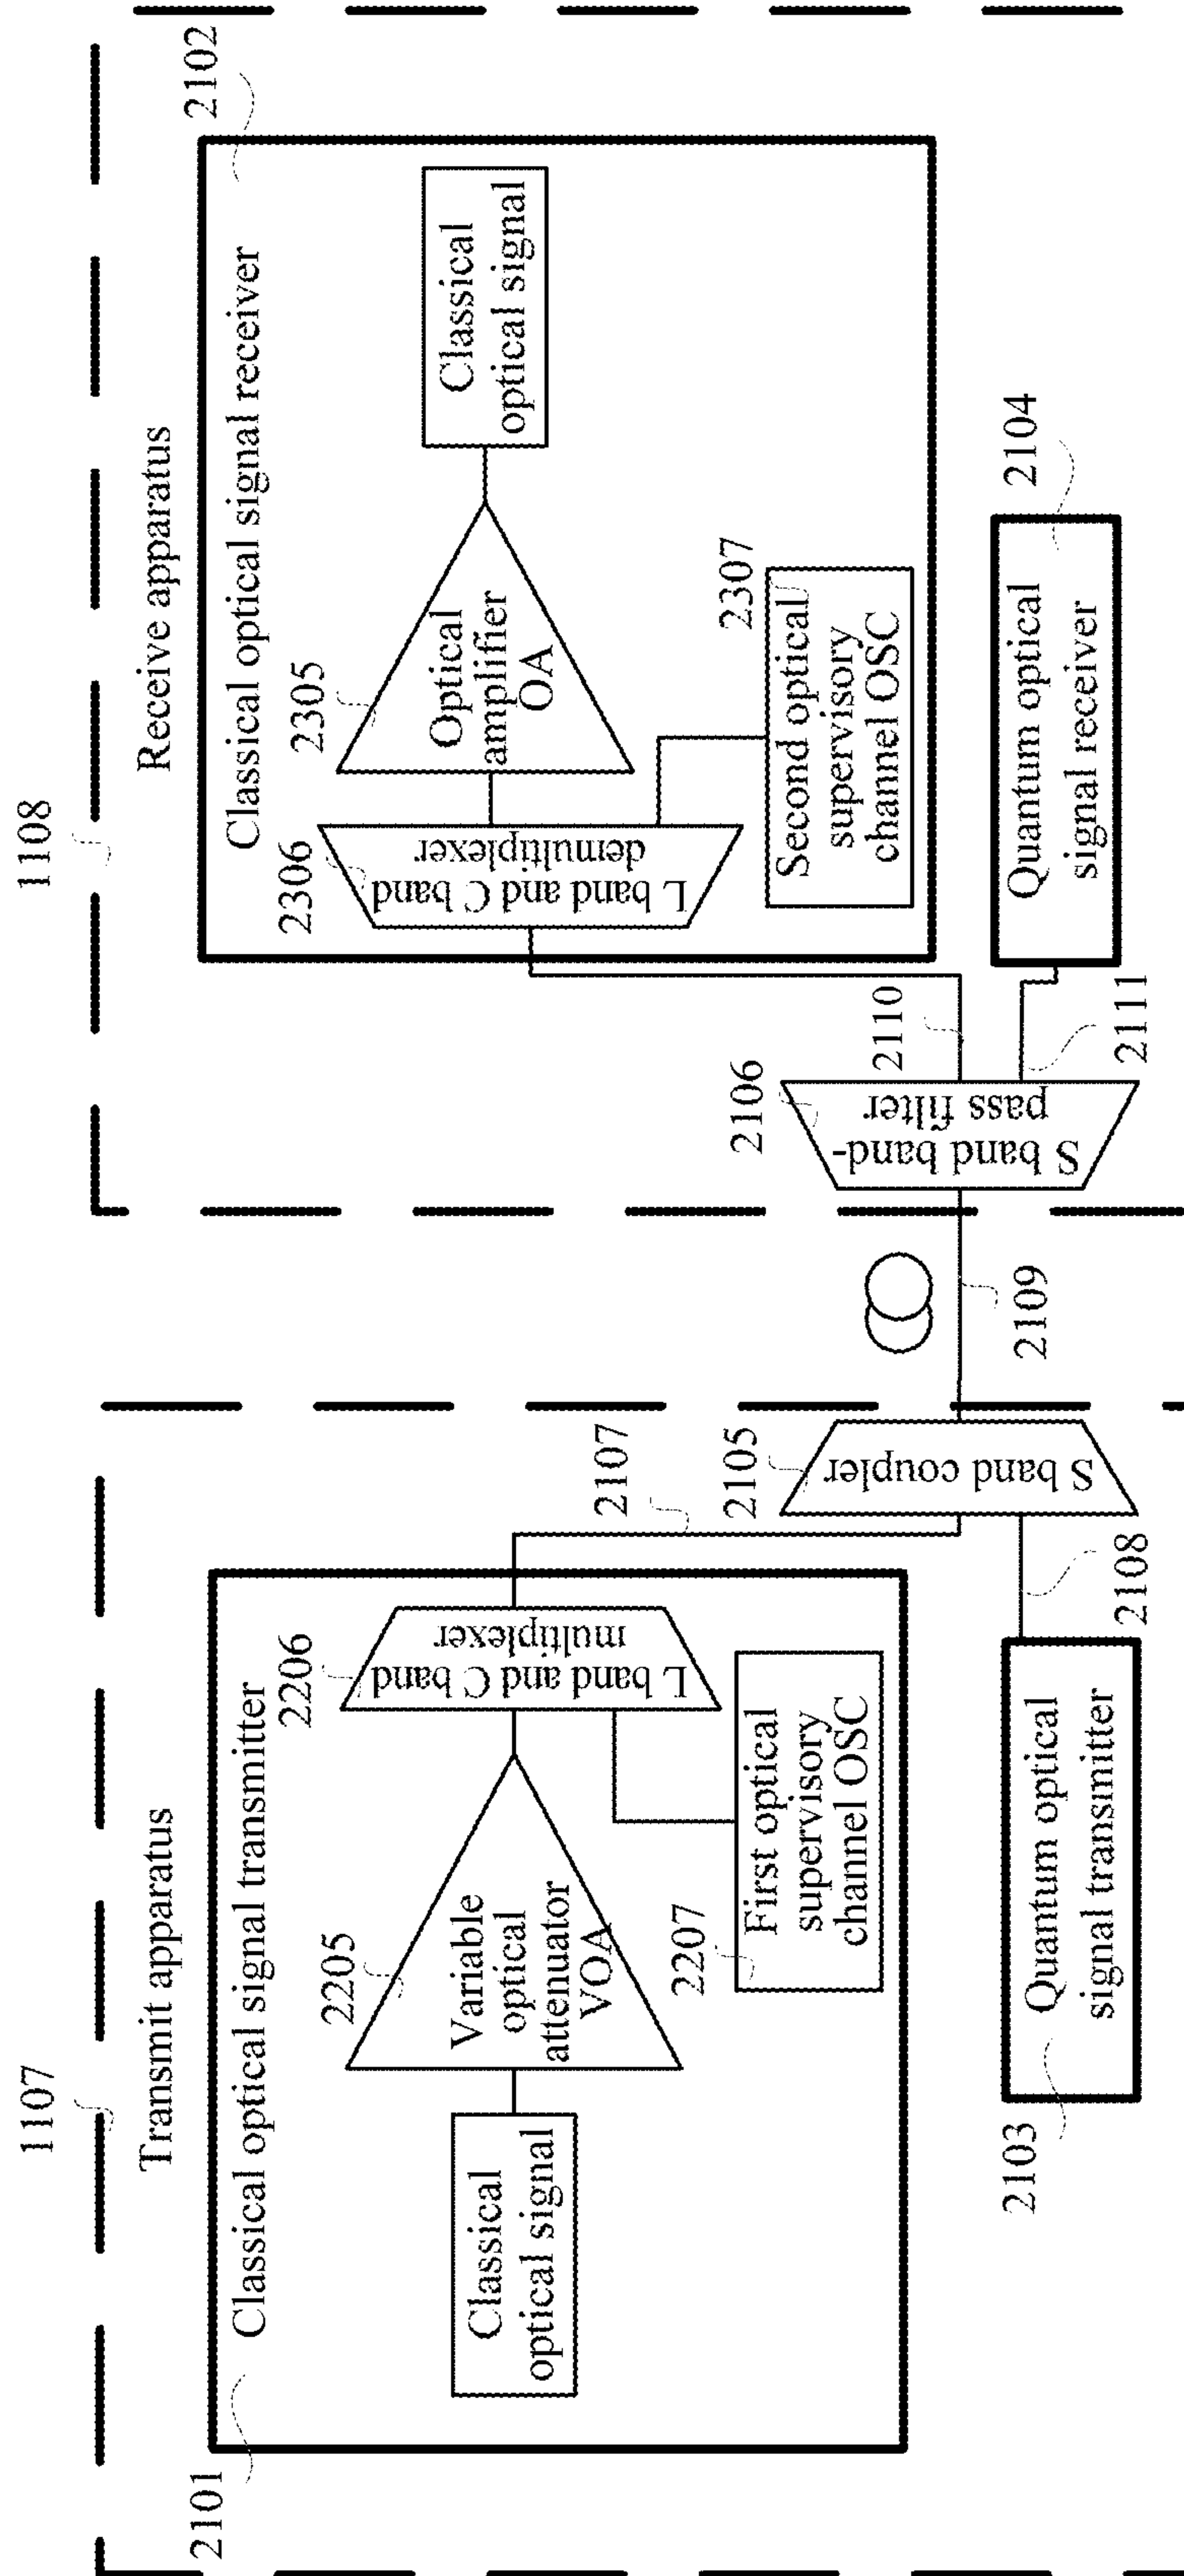 1107
Transmit apparatus
2101
Classical optical signal transmitter
Classical
optical signal
2205
Variable
optical
attenuator
VOA
2206
L band and C band
multiplexer
2207
First optical
supervisory
channel OSC
2103
Quantum optical
signal transmitter
2107
2105
S band coupler
2108
2109
1108
Receive apparatus
2102
Classical optical signal receiver
2306
L band and C band
demultiplexer
2305
Optical
amplifier
OA
Classical
optical signal
2307
Second optical
supervisory
channel OSC
2106
S band band-
pass filter
2110
2111
2104
Quantum optical
signal receiver